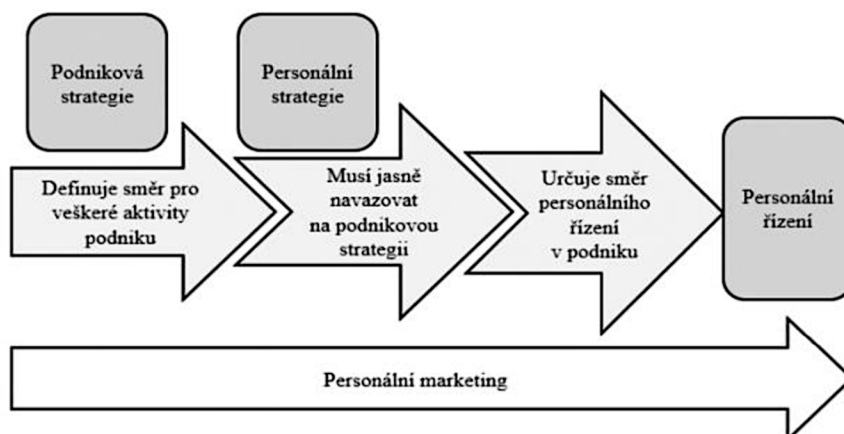 Podniková
strategie
Personální
strategie
Definuje směr pro
veškeré aktivity
podniku
Musí jasně
navazovat
na podnikovou
strategii
Určuje směr
personálního
řízení
v podniku
Personální
řízení
Personální marketing